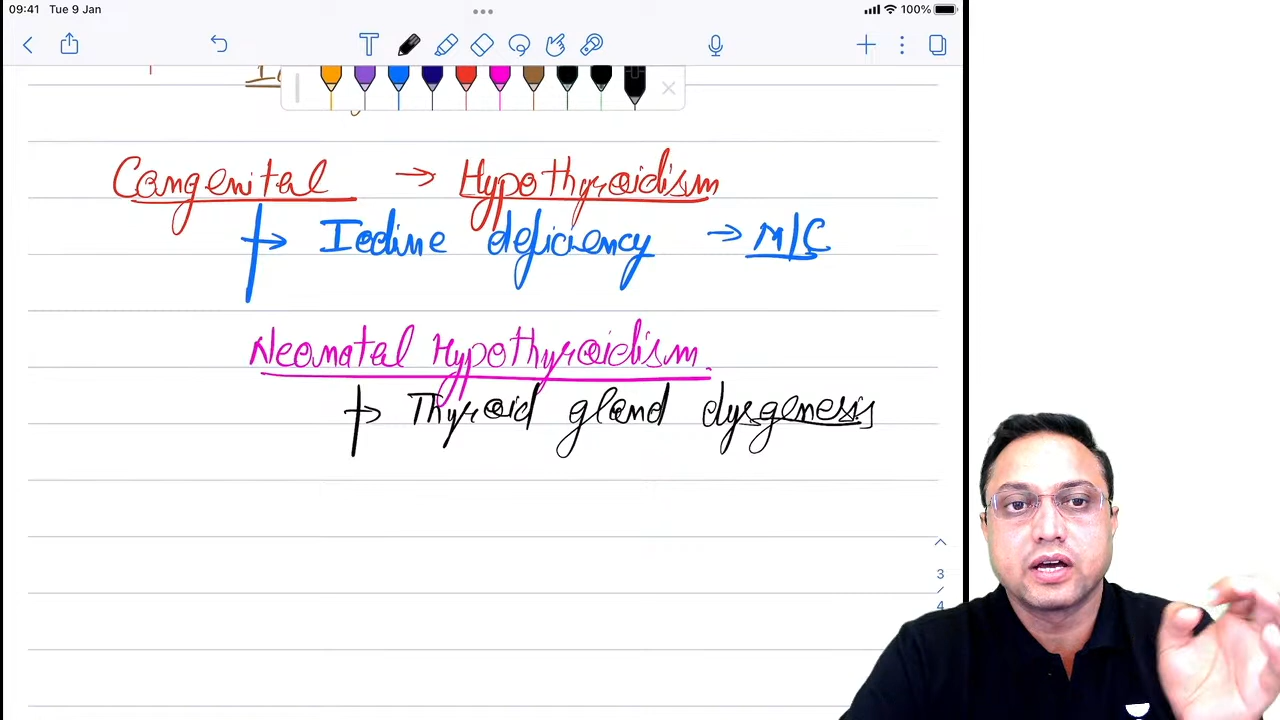 09:41 Tue 9 Jan
100%
T
Congenital → Hypothyroidism
→ Iodine deficiency → M/C
Neonatal Hypothyroidism.
→ Thyroid gland dysgenesis
3
4